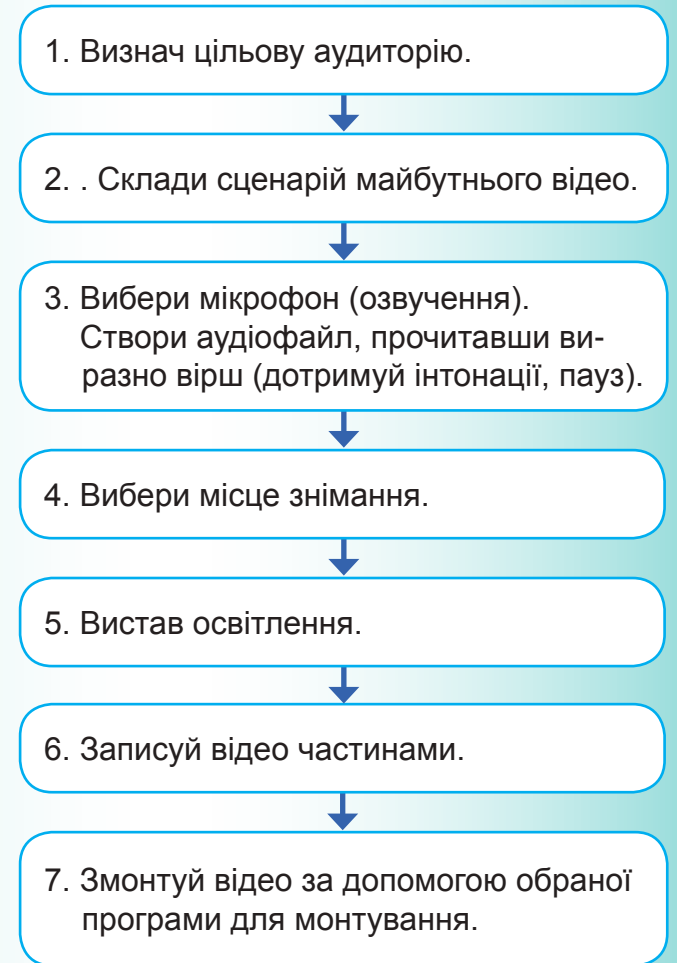 1. Визнач цільову аудиторію.
2. . Склади сценарій майбутнього відео.
3. Вибери мікрофон (озвучення).
Створи аудіофайл, прочитавши ви-
разно вірш (дотримуй інтонації, пауз).
4. Вибери місце знімання.
5. Вистав освітлення.
6. Записуй відео частинами.
7. Змонтуй відео за допомогою обраної
програми для монтування.